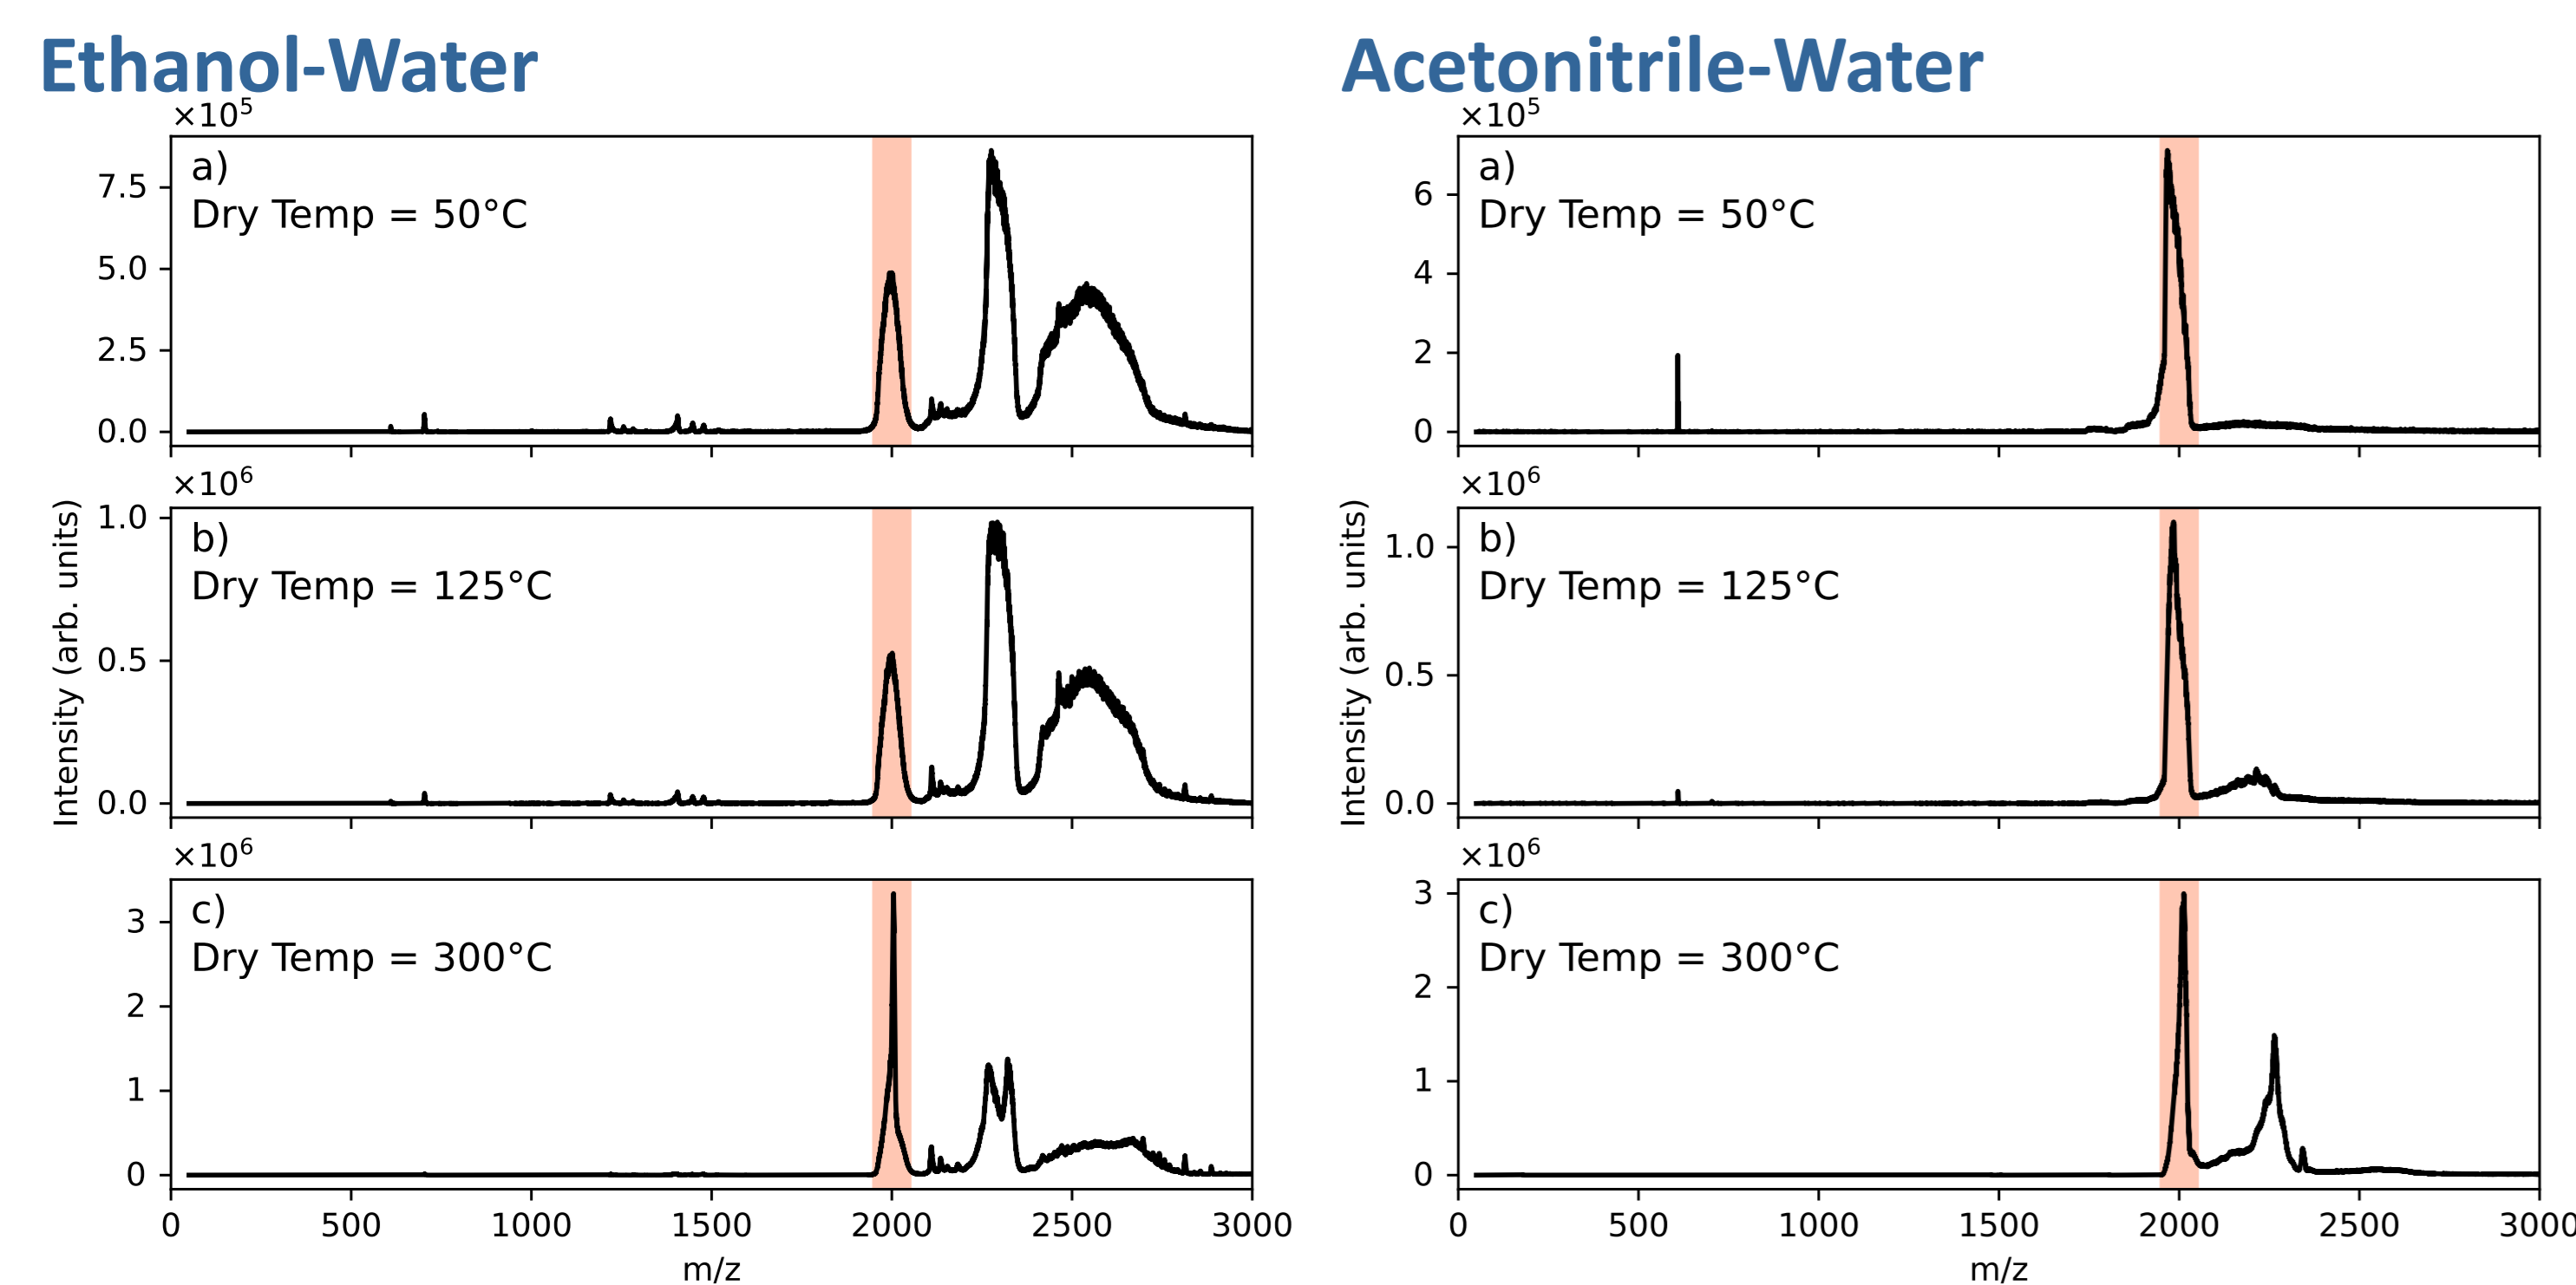 Ethanol-Water
×10⁵
a)
Dry Temp = 50°C
7.5
5.0
2.5
0.0
×10⁶
b)
Dry Temp = 125°C
1.0
0.5
0.0
Intensity (arb. units)
×10⁶
c)
Dry Temp = 300°C
3
2
1
0
0 500 1000 1500 2000 2500 3000
m/z
Acetonitrile-Water
×10⁵
a)
Dry Temp = 50°C
6
4
2
0
×10⁶
b)
Dry Temp = 125°C
1.0
0.5
0.0
Intensity (arb. units)
×10⁶
c)
Dry Temp = 300°C
3
2
1
0
0 500 1000 1500 2000 2500 3000
m/z